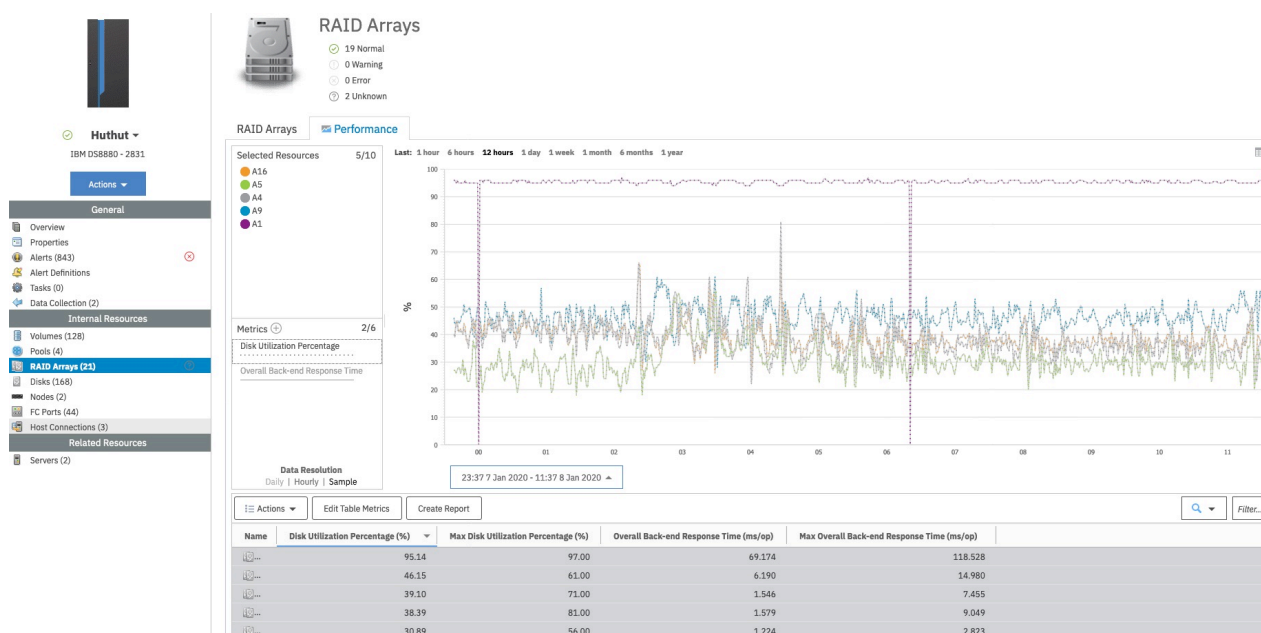 RAID Arrays
19 Normal
0 Warning
0 Error
2 Unknown
Huthut
IBM DS8880 - 2831
Actions
General
Overview
Properties
Alerts (843)
Alert Definitions
Tasks (0)
Data Collection (2)
Internal Resources
Volumes (128)
Pools (4)
RAID Arrays (21)
Disks (168)
Nodes (2)
FC Ports (44)
Host Connections (3)
Related Resources
Servers (2)
RAID Arrays Performance
Selected Resources 5/10
A16
A5
A4
A9
A1
Metrics 2/6
Disk Utilization Percentage
Overall Back-end Response Time
Data Resolution
Daily | Hourly | Sample
Last: 1 hour 6 hours 12 hours 1 day 1 week 1 month 6 months 1 year
100
90
80
70
60
50
40
30
20
10
0
%
00 01 02 03 04 05 06 07 08 09 10 11
23:37 7 Jan 2020 - 11:37 8 Jan 2020
Actions Edit Table Metrics Create Report Filter...
Name Disk Utilization Percentage (%) Max Disk Utilization Percentage (%) Overall Back-end Response Time (ms/op) Max Overall Back-end Response Time (ms/op)
... 95.14 97.00 69.174 118.528
... 46.15 61.00 6.190 14.980
... 39.10 71.00 1.546 7.455
... 38.39 81.00 1.579 9.049
... 30.89 56.00 1.224 2.823